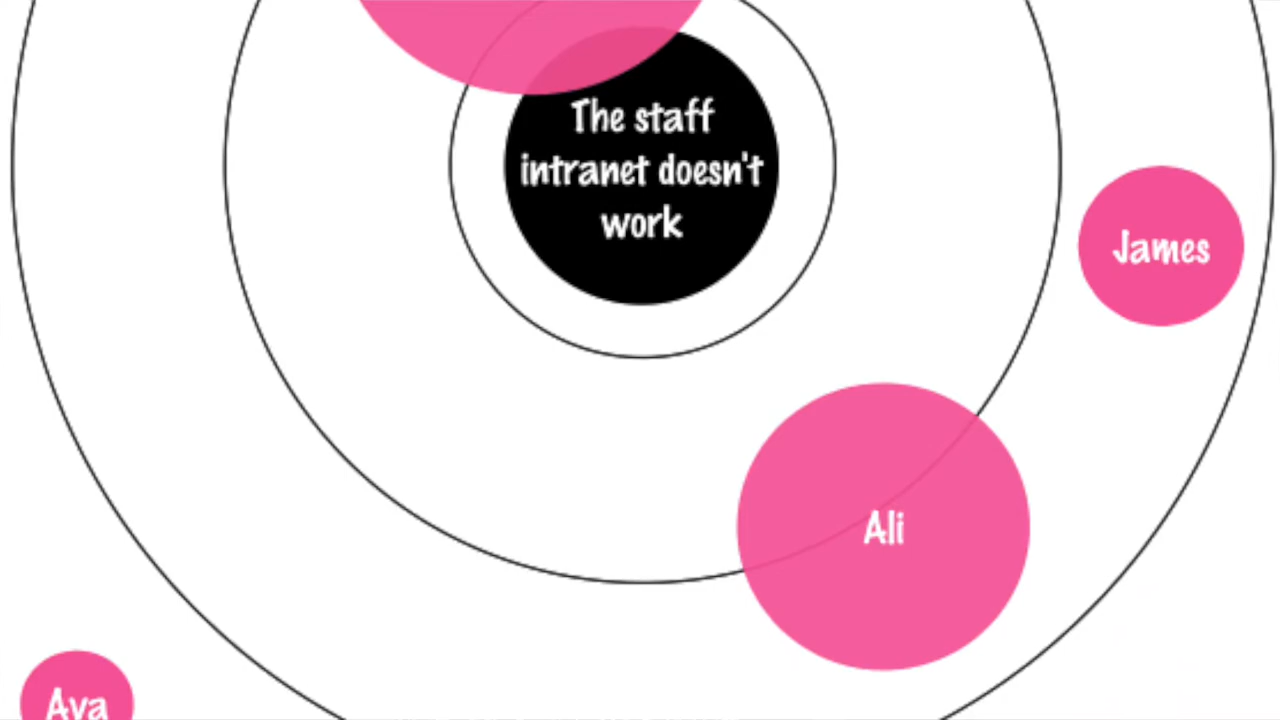 The staff
intranet doesn't
work
James
Ali
Ava